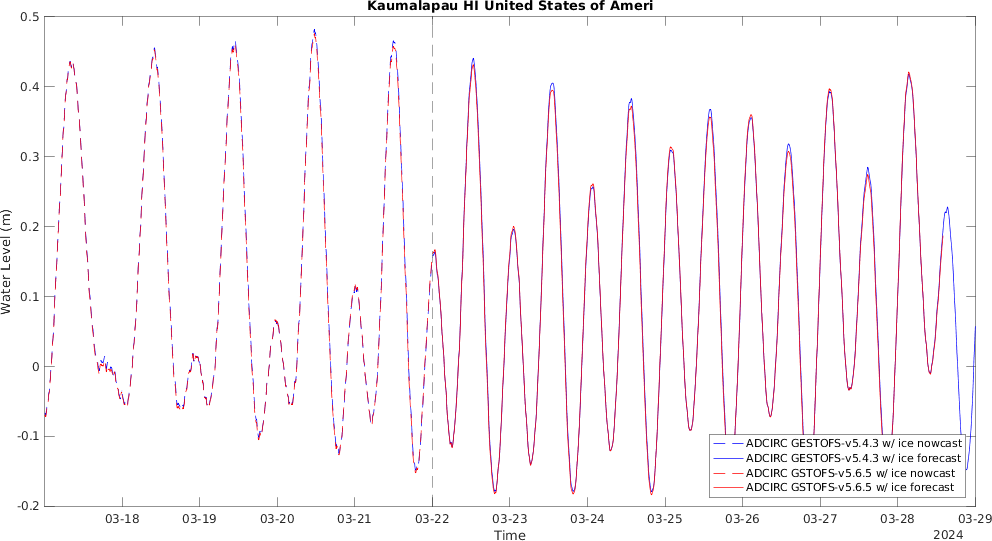 Kaumalapau HI United States of Ameri
Water Level (m)
0.5
0.4
0.3
0.2
0.1
0
-0.1
-0.2
ADCIRC GESTOFS-v5.4.3 w/ ice nowcast
ADCIRC GESTOFS-v5.4.3 w/ ice forecast
ADCIRC GSTOFS-v5.6.5 w/ ice nowcast
ADCIRC GSTOFS-v5.6.5 w/ ice forecast
03-18 03-19 03-20 03-21 03-22 03-23 03-24 03-25 03-26 03-27 03-28 03-29
Time
2024